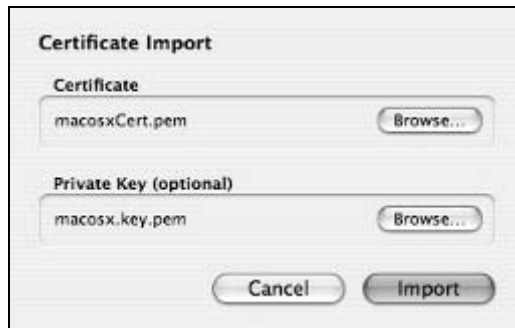 Certificate Import
Certificate
macosxCert.pem Browse...
Private Key (optional)
macosx.key.pem Browse...
Cancel Import